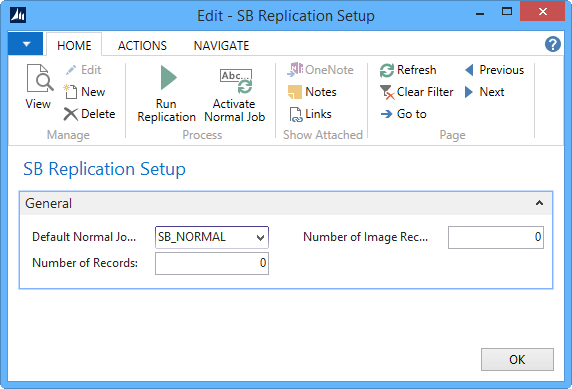 Edit - SB Replication Setup
HOME ACTIONS NAVIGATE ?
View
Edit
New
Delete
Manage
Run
Replication
Abc...
Activate
Normal Job
Process
OneNote
Notes
Links
Show Attached
Refresh
Clear Filter
Go to
Previous
Next
Page
SB Replication Setup
General
Default Normal Jo... SB_NORMAL
Number of Image Rec... 0
Number of Records: 0
OK